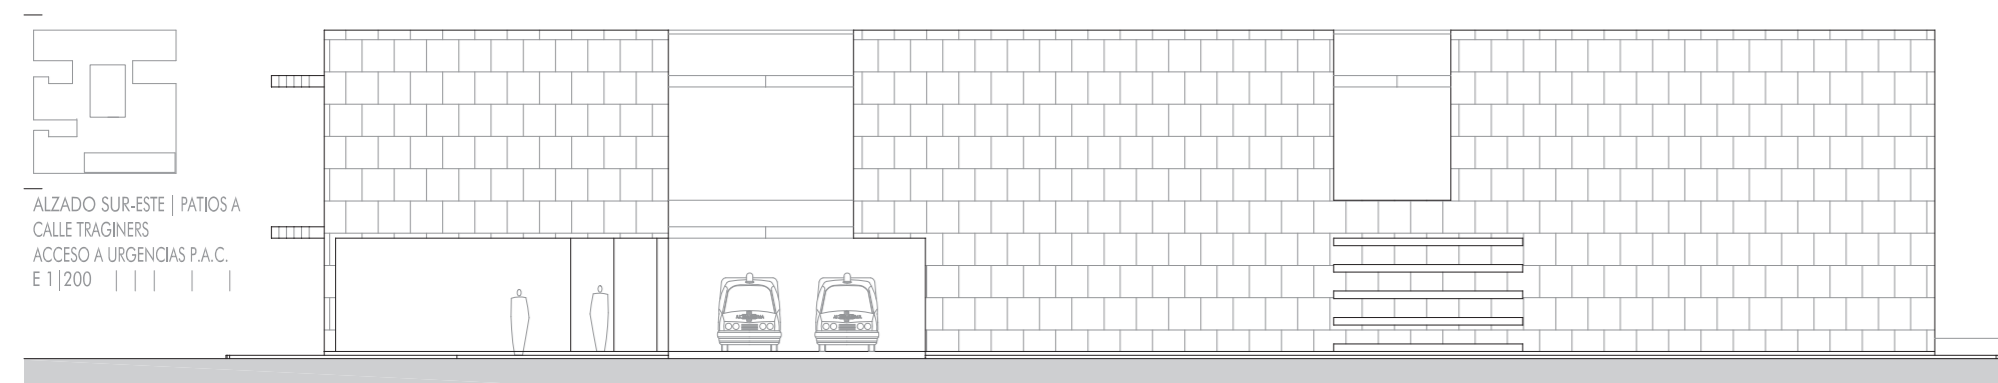 ALZADO SUR-ESTE | PATIOS A
CALLE TRAGINERS
ACCESO A URGENCIAS P.A.C.
E 1|200